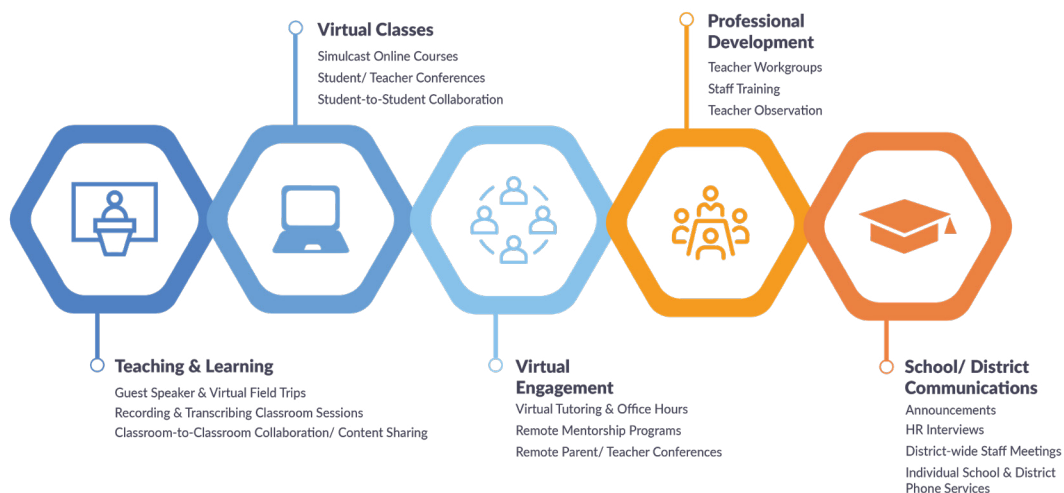 Virtual Classes
Simulcast Online Courses
Student/ Teacher Conferences
Student-to-Student Collaboration
Professional
Development
Teacher Workgroups
Staff Training
Teacher Observation
Teaching & Learning
Guest Speaker & Virtual Field Trips
Recording & Transcribing Classroom Sessions
Classroom-to-Classroom Collaboration/ Content Sharing
Virtual
Engagement
Virtual Tutoring & Office Hours
Remote Mentorship Programs
Remote Parent/ Teacher Conferences
School/ District
Communications
Announcements
HR Interviews
District-wide Staff Meetings
Individual School & District
Phone Services